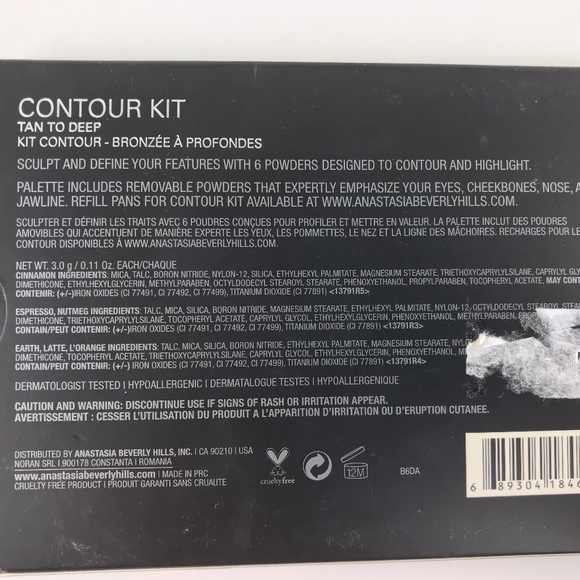 CONTOUR KIT
TAN TO DEEP
KIT CONTOUR - BRONZÉE À PROFONDES
SCULPT AND DEFINE YOUR FEATURES WITH 6 POWDERS DESIGNED TO CONTOUR AND HIGHLIGHT.
PALETTE INCLUDES REMOVABLE POWDERS THAT EXPERTLY EMPHASIZE YOUR EYES, CHEEKBONES, NOSE, A
JAWLINE. REFILL PANS FOR CONTOUR KIT AVAILABLE AT WWW.ANASTASIABEVERLYHILLS.COM.
SCULPTER ET DÉFINIR LES TRAITS AVEC 6 POUDRES CONÇUES POUR PROFILER ET METTRE EN VALEUR. LA PALETTE INCLUT DES POUDRES
AMOVIBLES QUI ACCENTUENT DE MANIÈRE EXPERTE LES YEUX, LES POMMETTES, LE NEZ ET LA LIGNE DES MÂCHOIRES. RECHARGES POUR LE
CONTOUR DISPONIBLES À WWW.ANASTASIABEVERLYHILLS.COM.
NET WT. 3.0 g / 0.11 Oz. EACH/CHAQUE
CINNAMON INGREDIENTS: MICA, TALC, BORON NITRIDE, NYLON-12, SILICA, ETHYLHEXYL PALMITATE, MAGNESIUM STEARATE, TRIETHOXYCAPRYLYLSILANE, CAPRYLYL G
DIMETHICONE, ETHYLHEXYLGLYCERIN, METHYLPARABEN, OCTYLDODECYL STEAROYL STEARATE, PHENOXYETHANOL, PROPYLPARABEN, TOCOPHERYL ACETATE, MAY CONT
CONTENIR: (+/-)IRON OXIDES (CI 77491, CI 77492, CI 77499), TITANIUM DIOXIDE (CI 77891) <13791R5>
ESPRESSO, NUTMEG INGREDIENTS: TALC, MICA, SILICA, BORON NITRIDE, MAGNESIUM STEARATE, ETHYLHEXYL PALMITATE, NYLON-12, OCTYLDODECYL STEAROYL STEAR
DIMETHICONE, TRIETHOXYCAPRYLYLSILANE, TOCOPHERYL ACETATE, CAPRYLYL GLYCOL, ETHYLHEXYLGLYCERIN, PHENOXYETHANOL, METHYLPARABEN,
CONTAIN/PEUT CONTENIR: (+/-) IRON OXIDES (CI 77491, CI 77492, CI 77499), TITANIUM DIOXIDE (CI 77891) <13791R3>
EARTH, LATTE, L'ORANGE INGREDIENTS: TALC, MICA, SILICA, BORON NITRIDE, ETHYLHEXYL PALMITATE, MAGNESIUM STEARATE, NYLON
DIMETHICONE, TOCOPHERYL ACETATE, TRIETHOXYCAPRYLYLSILANE, CAPRYLYL GLYCOL, ETHYLHEXYLGLYCERIN, PHENOXYETHANOL,
CONTAIN/PEUT CONTENIR: (+/-) IRON OXIDES (CI 77491, CI 77492, CI 77499), TITANIUM DIOXIDE (CI 77891) <13791R4>
DERMATOLOGIST TESTED | HYPOALLERGENIC | DERMATALOGUE TESTES | HYPOALLERGENIQUE
CAUTION AND WARNING: DISCONTINUE USE IF SIGNS OF RASH OR IRRITATION APPEAR.
AVERTISSEMENT : CESSER L'UTILISATION DU PRODUIT A L'APPARITION D'IRRITATION OU D'ERUPTION CUTANEE.
DISTRIBUTED BY ANASTASIA BEVERLY HILLS, INC. | CA 90210 | USA
NORAN SRL | 900178 CONSTANTA | ROMANIA
www.anastasiabeverlyhills.com | MADE IN PRC
CRUELTY FREE PRODUCT | PRODUIT GARANTI SANS CRUAUTE
crueltyfree
12M
B6DA
6 89304 1846